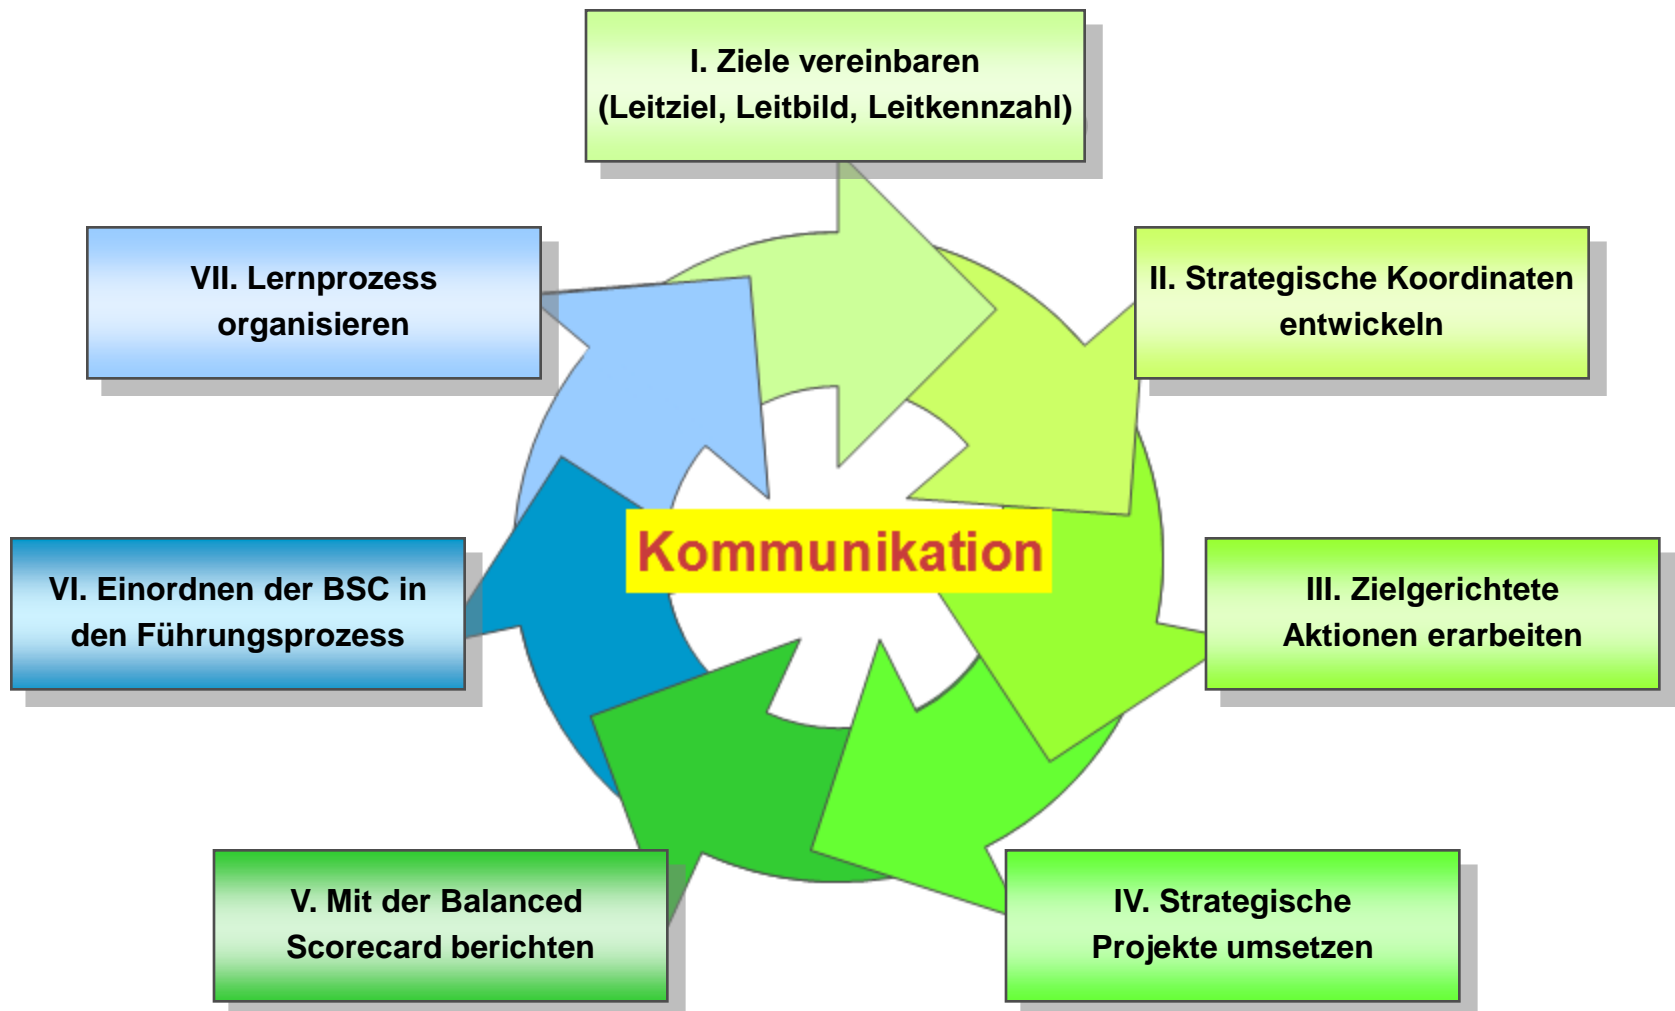 I. Ziele vereinbaren
(Leitziel, Leitbild, Leitkennzahl)
II. Strategische Koordinaten
entwickeln
III. Zielgerichtete
Aktionen erarbeiten
IV. Strategische
Projekte umsetzen
V. Mit der Balanced
Scorecard berichten
VI. Einordnen der BSC in
den Führungsprozess
VII. Lernprozess
organisieren
Kommunikation